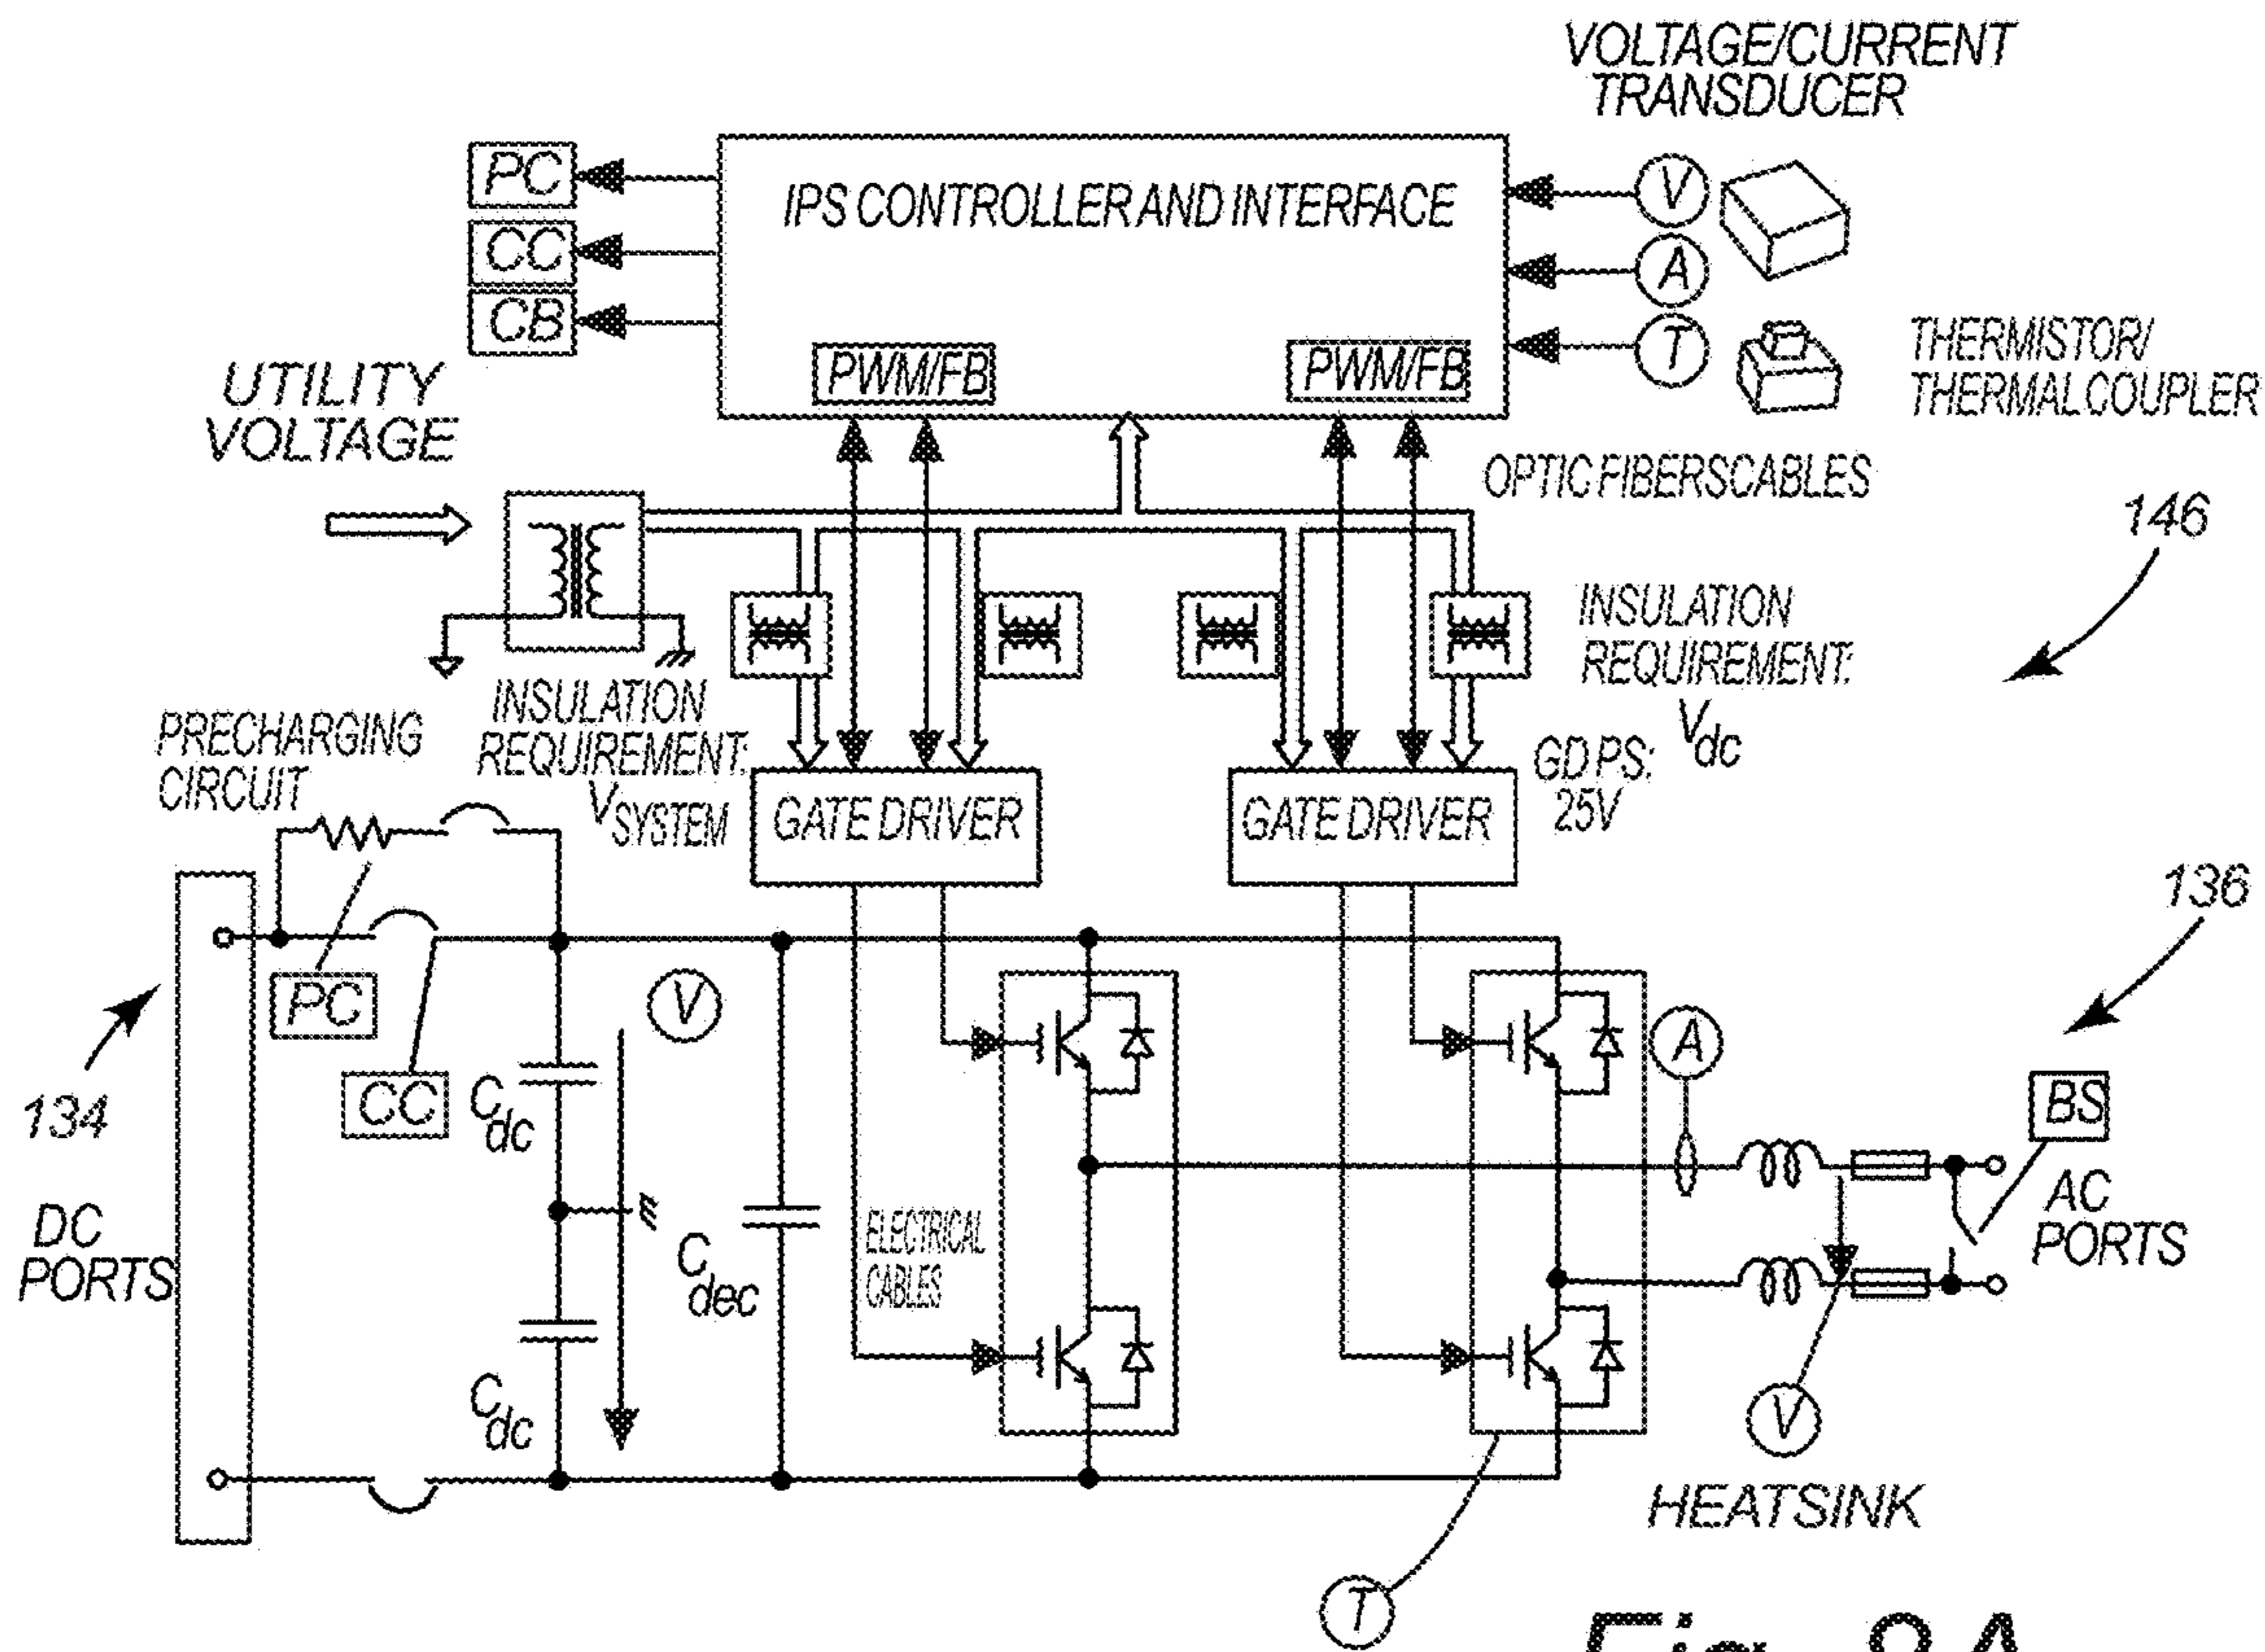 VOLTAGE/CURRENT
TRANSDUCER
PC
CC
CB
IPS CONTROLLER AND INTERFACE
PWM/FB
PWM/FB
V
A
T
THERMISTOR/
THERMAL COUPLER
UTILITY
VOLTAGE
OPTIC FIBERSCABLES
146
INSULATION
REQUIREMENT:
Vdc
INSULATION
REQUIREMENT:
VSYSTEM
PRECHARGING
CIRCUIT
GATE DRIVER
GATE DRIVER
GD PS:
25V
136
PC
CC
V
A
134
DC
PORTS
Cdc
Cdc
Cdec
ELECTRICAL
CABLES
BS
AC
PORTS
V
HEATSINK
T